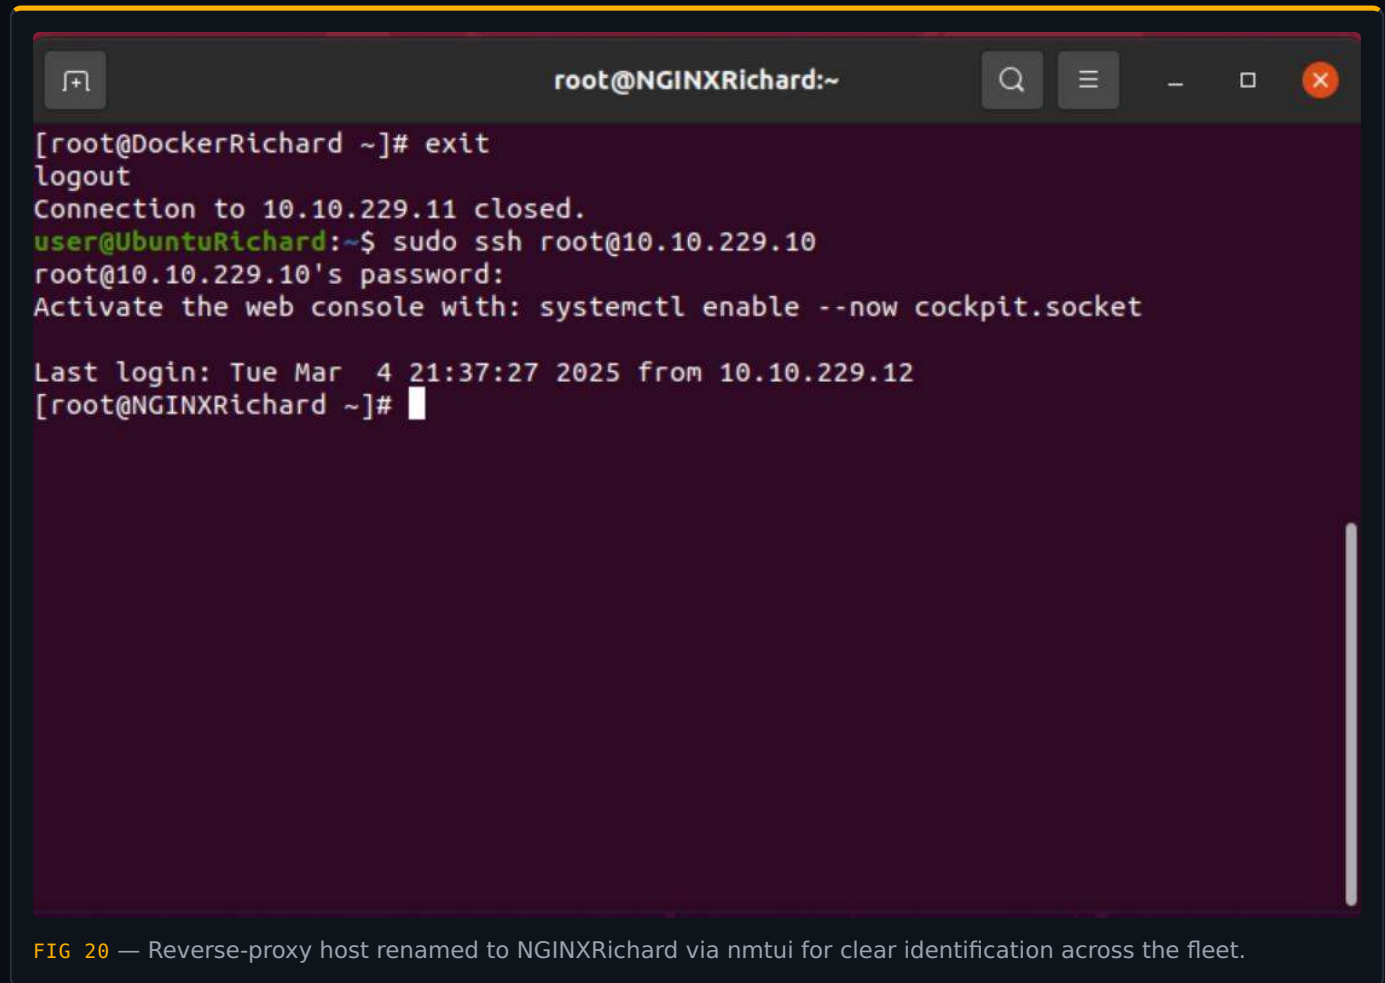 root@NGINXRichard:~
[root@DockerRichard ~]# exit
logout
Connection to 10.10.229.11 closed.
user@UbuntuRichard:~$ sudo ssh root@10.10.229.10
root@10.10.229.10's password:
Activate the web console with: systemctl enable --now cockpit.socket
Last login: Tue Mar  4 21:37:27 2025 from 10.10.229.12
[root@NGINXRichard ~]#
FIG 20 — Reverse-proxy host renamed to NGINXRichard via nmtui for clear identification across the fleet.